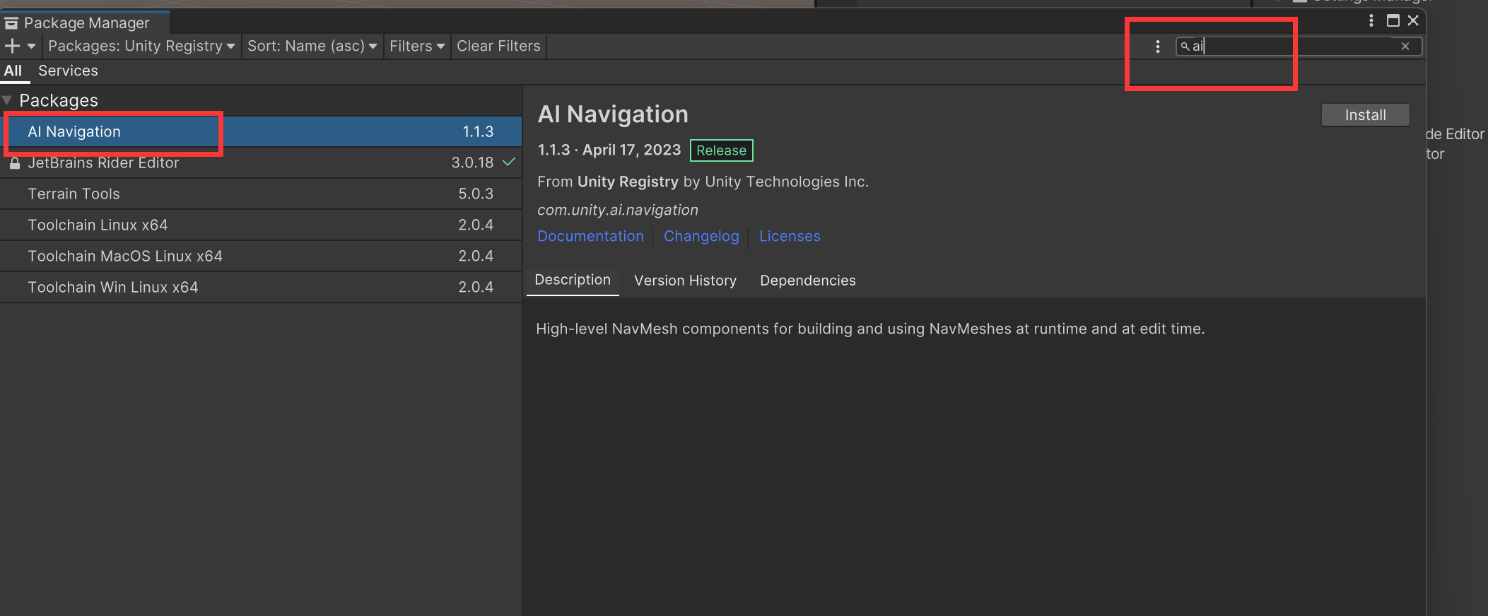 Settings Manager
Package Manager
Packages: Unity Registry Sort: Name (asc) Filters Clear Filters ai
All Services
Packages
AI Navigation 1.1.3
JetBrains Rider Editor 3.0.18
Terrain Tools 5.0.3
Toolchain Linux x64 2.0.4
Toolchain MacOS Linux x64 2.0.4
Toolchain Win Linux x64 2.0.4
AI Navigation
Install
1.1.3 · April 17, 2023 Release
From Unity Registry by Unity Technologies Inc.
com.unity.ai.navigation
Documentation Changelog Licenses
Description Version History Dependencies
High-level NavMesh components for building and using NavMeshes at runtime and at edit time.
de Editor
tor